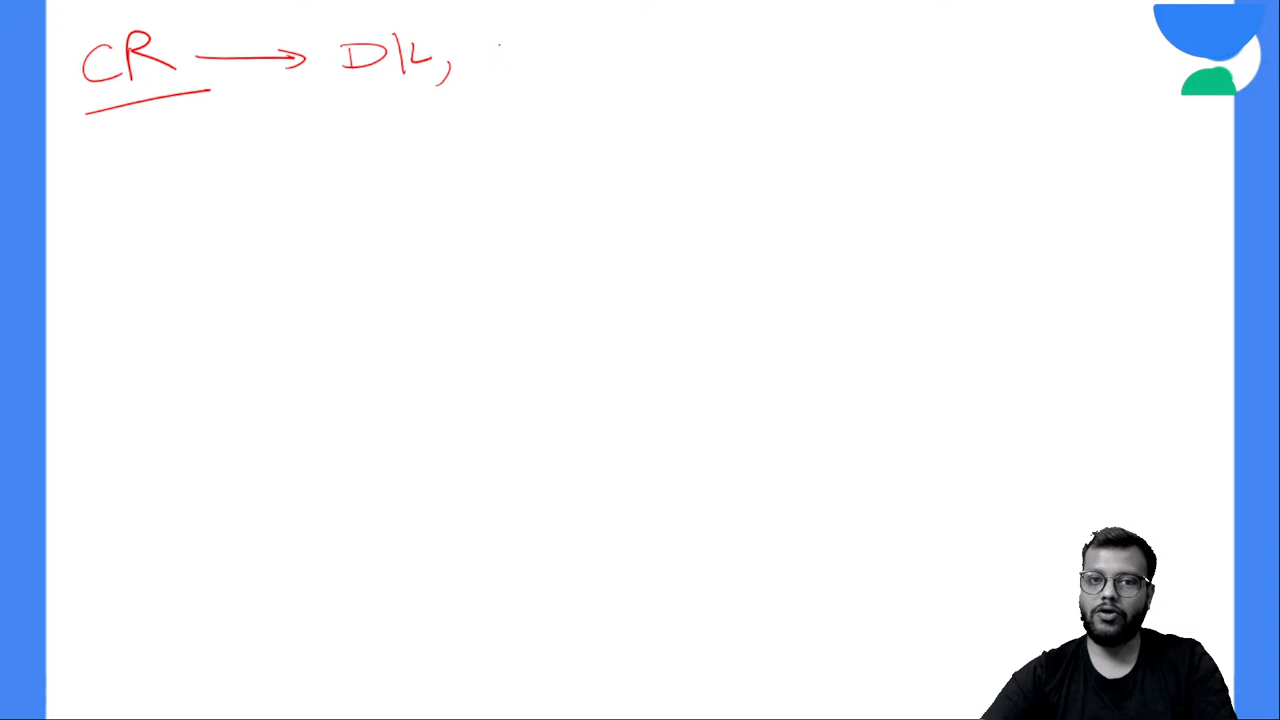 CR → D/L,